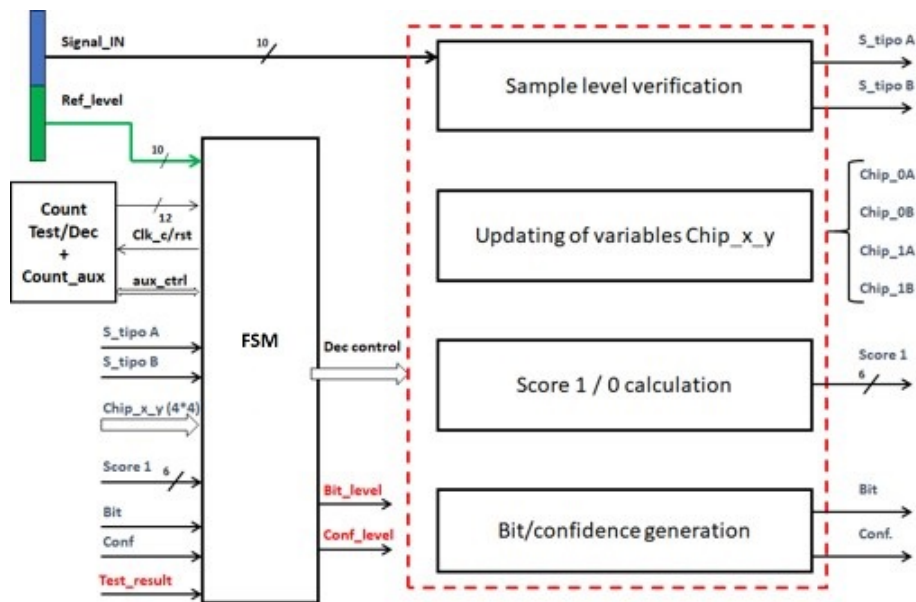 Signal_IN
10
S_tipo A
Sample level verification
S_tipo B
Ref_level
10
Count
Test/Dec
+
Count_aux
12
Clk_c/rst
aux_ctrl
Chip_0A
Chip_0B
Updating of variables Chip_x_y
Chip_1A
Chip_1B
S_tipo A
S_tipo B
Chip_x_y (4*4)
FSM
Dec control
Score 1 / 0 calculation
Score 1
6
Score 1
6
Bit
Conf
Test_result
Bit_level
Conf_level
Bit/confidence generation
Bit
Conf.